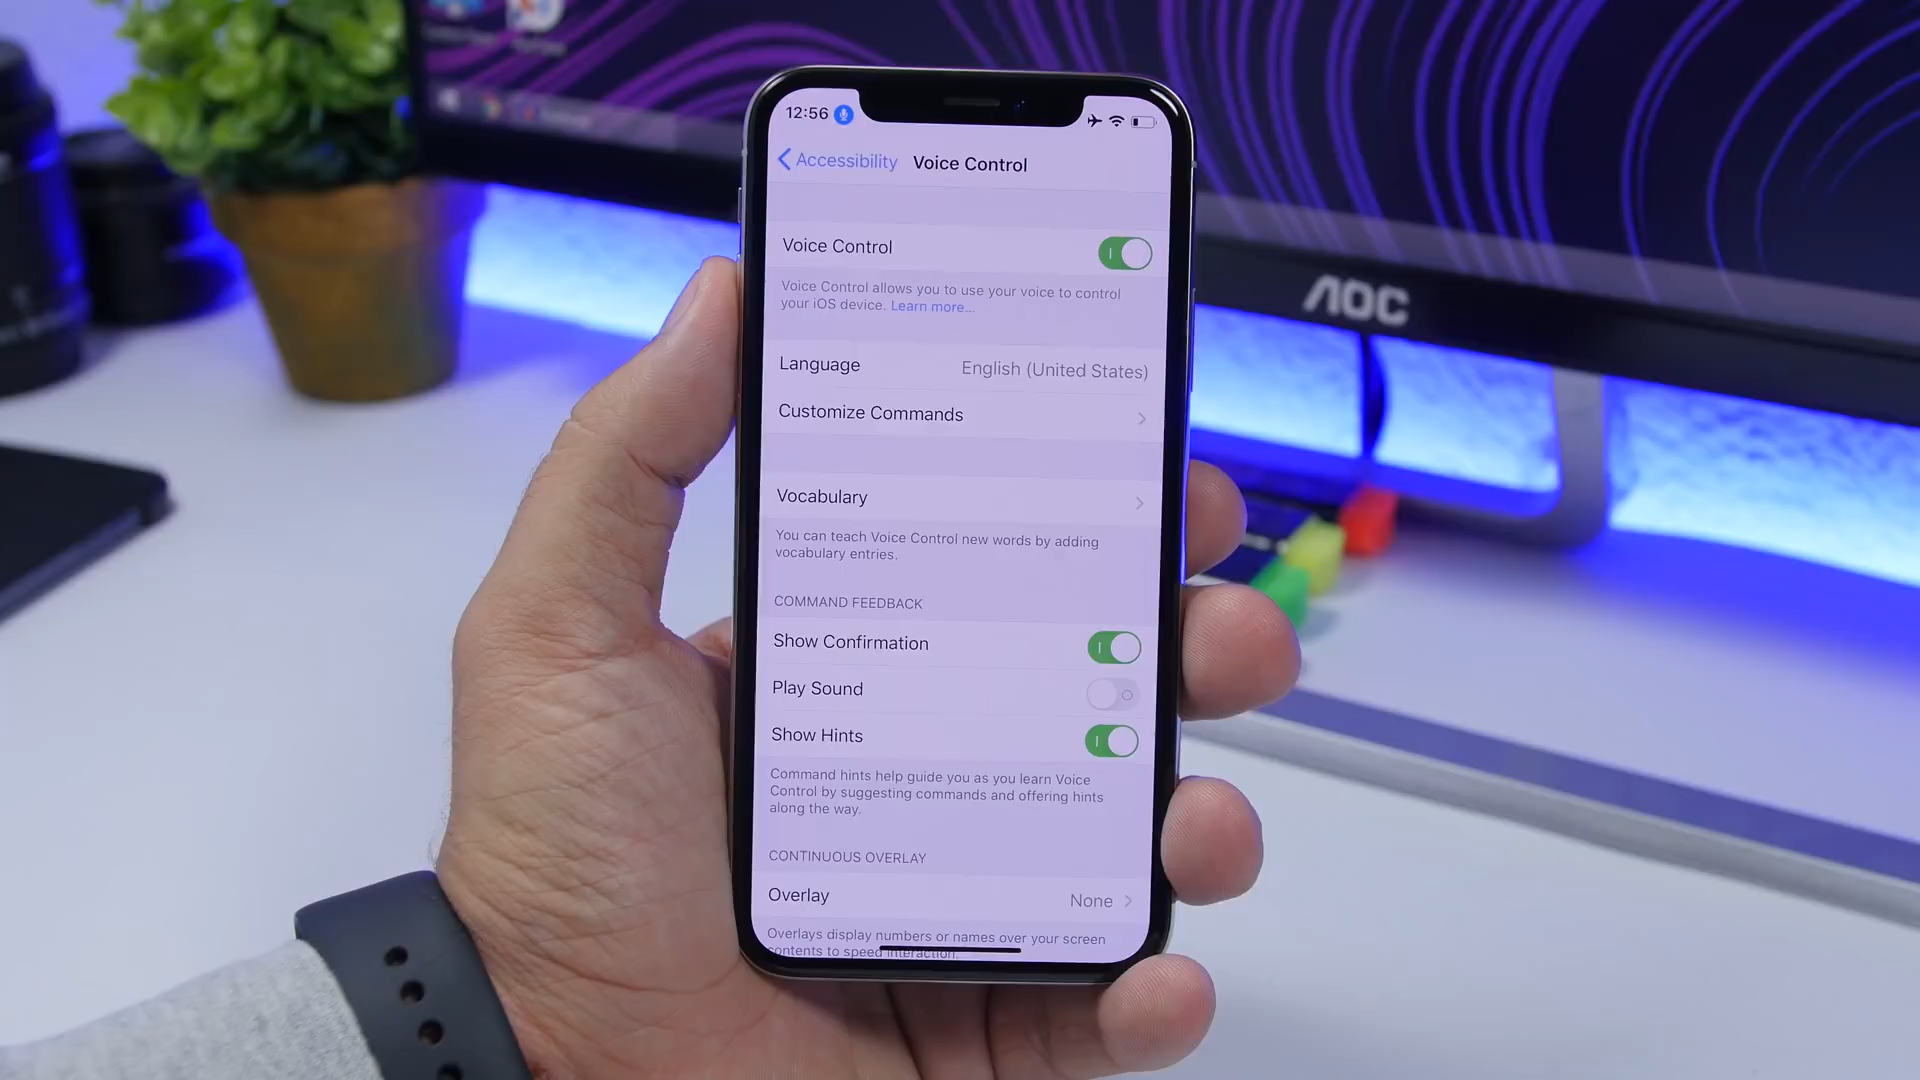 12:56
Accessibility Voice Control
Voice Control
Voice Control allows you to use your voice to control
your iOS device. Learn more...
Language English (United States)
Customize Commands
Vocabulary
You can teach Voice Control new words by adding
vocabulary entries.
COMMAND FEEDBACK
Show Confirmation
Play Sound
Show Hints
Command hints help guide you as you learn Voice
Control by suggesting commands and offering hints
along the way.
CONTINUOUS OVERLAY
Overlay None
Overlays display numbers or names over your screen
contents to speed interaction.
AOC